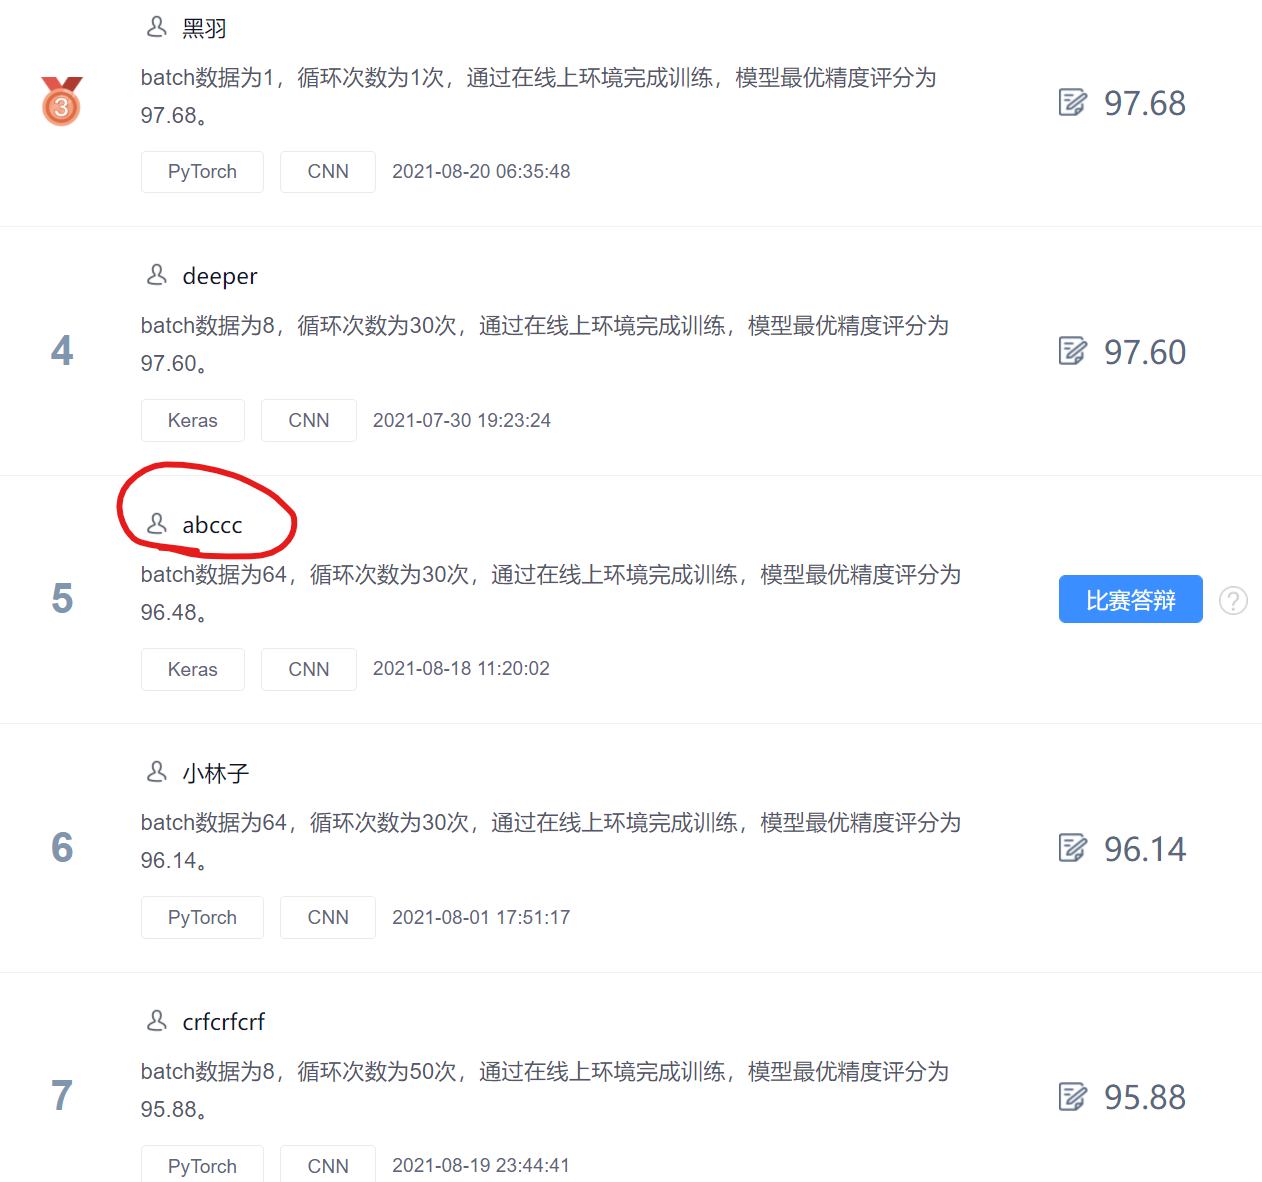 黑羽
batch数据为1，循环次数为1次，通过在线上环境完成训练，模型最优精度评分为
97.68。
3
97.68
PyTorch CNN 2021-08-20 06:35:48
deeper
batch数据为8，循环次数为30次，通过在线上环境完成训练，模型最优精度评分为
97.60。
4
97.60
Keras CNN 2021-07-30 19:23:24
abccc
batch数据为64，循环次数为30次，通过在线上环境完成训练，模型最优精度评分为
96.48。
5
比赛答辩 ?
Keras CNN 2021-08-18 11:20:02
小林子
batch数据为64，循环次数为30次，通过在线上环境完成训练，模型最优精度评分为
96.14。
6
96.14
PyTorch CNN 2021-08-01 17:51:17
crfcrfcrf
batch数据为8，循环次数为50次，通过在线上环境完成训练，模型最优精度评分为
95.88。
7
95.88
PyTorch CNN 2021-08-19 23:44:41